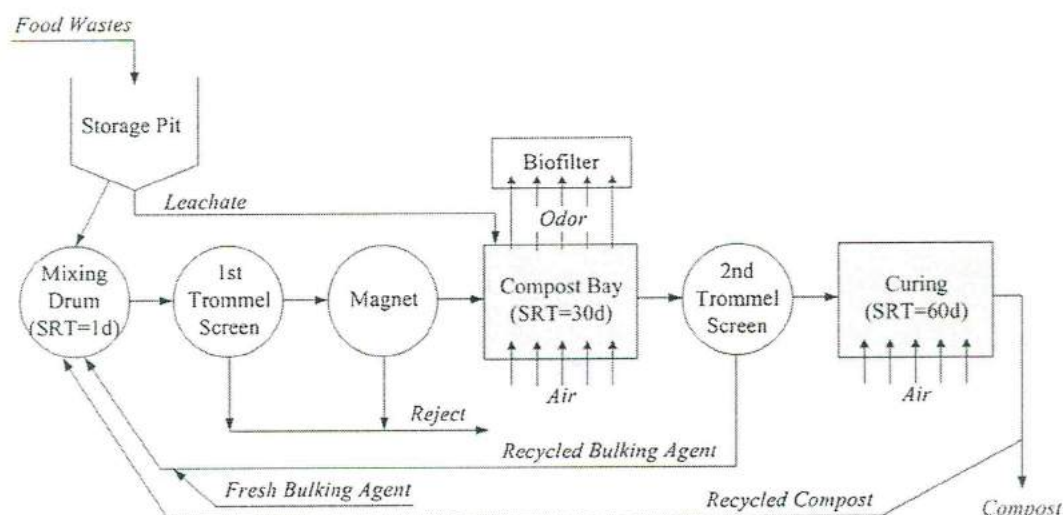 Food Wastes
Storage Pit
Biofilter
Leachate
Odor
Mixing
Drum
(SRT=1d)
1st
Trommel
Screen
Magnet
Compost Bay
(SRT=30d)
2nd
Trommel
Screen
Curing
(SRT=60d)
Air
Air
Reject
Recycled Bulking Agent
Fresh Bulking Agent
Recycled Compost
Compost